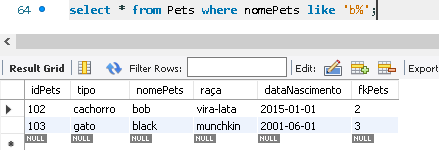 64 select * from Pets where nomePets like 'b%';
Result Grid Filter Rows: Edit: Export
idPets tipo nomePets raça dataNascimento fkPets
102 cachorro bob vira-lata 2015-01-01 2
103 gato black munchkin 2001-06-01 3
NULL NULL NULL NULL NULL NULL